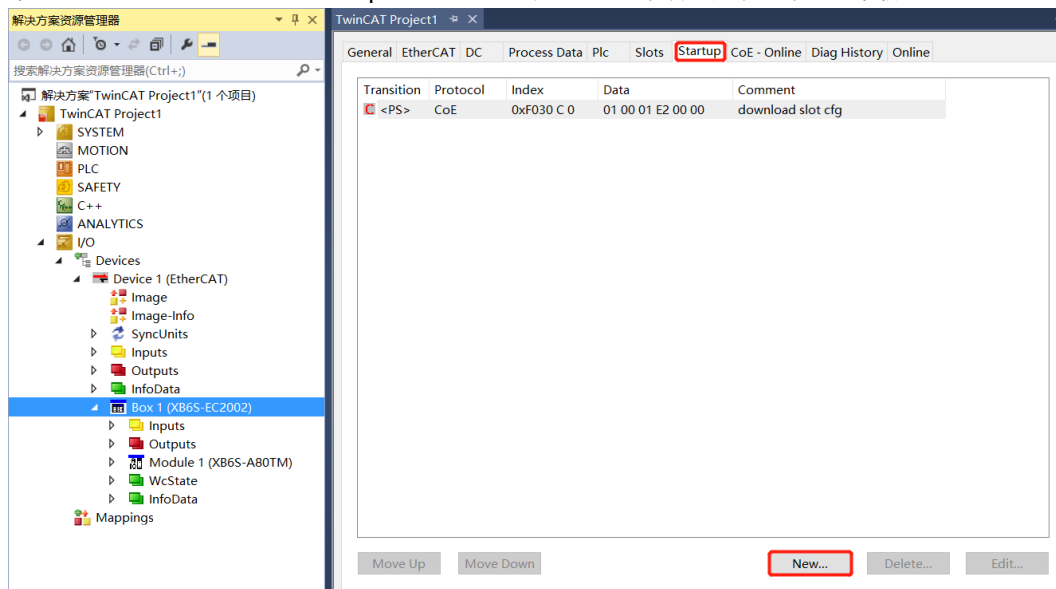 解决方案资源管理器
TwinCAT Project1
搜索解决方案资源管理器(Ctrl+;)
解决方案"TwinCAT Project1"(1 个项目)
TwinCAT Project1
SYSTEM
MOTION
PLC
SAFETY
C++
ANALYTICS
I/O
Devices
Device 1 (EtherCAT)
Image
Image-Info
SyncUnits
Inputs
Outputs
InfoData
Box 1 (XB6S-EC2002)
Inputs
Outputs
Module 1 (XB6S-A80TM)
WcState
InfoData
Mappings
General EtherCAT DC Process Data Plc Slots Startup CoE - Online Diag History Online
Transition Protocol Index Data Comment
C <PS> CoE 0xF030 C 0 01 00 01 E2 00 00 download slot cfg
Move Up Move Down New... Delete... Edit...